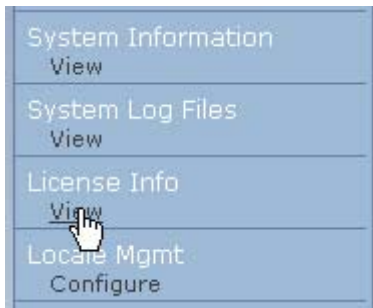 System Information
View
System Log Files
View
License Info
View
Locale Mgmt
Configure